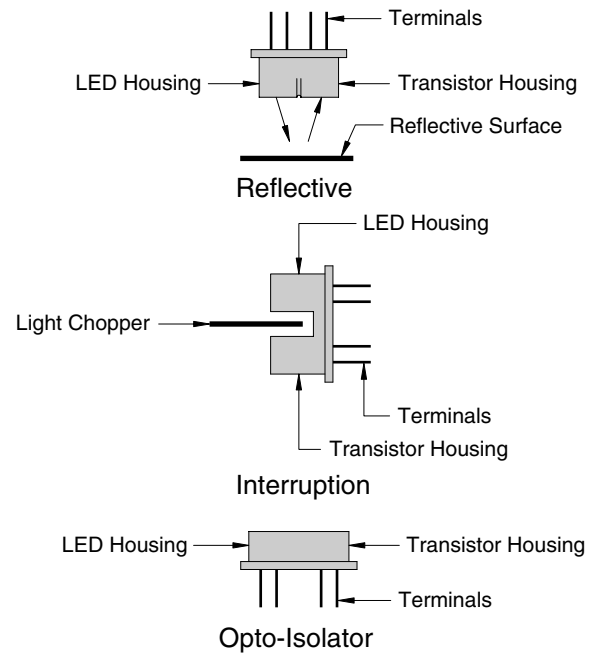 Terminals
LED Housing
Transistor Housing
Reflective Surface
Reflective
LED Housing
Light Chopper
Terminals
Transistor Housing
Interruption
LED Housing
Transistor Housing
Terminals
Opto-Isolator